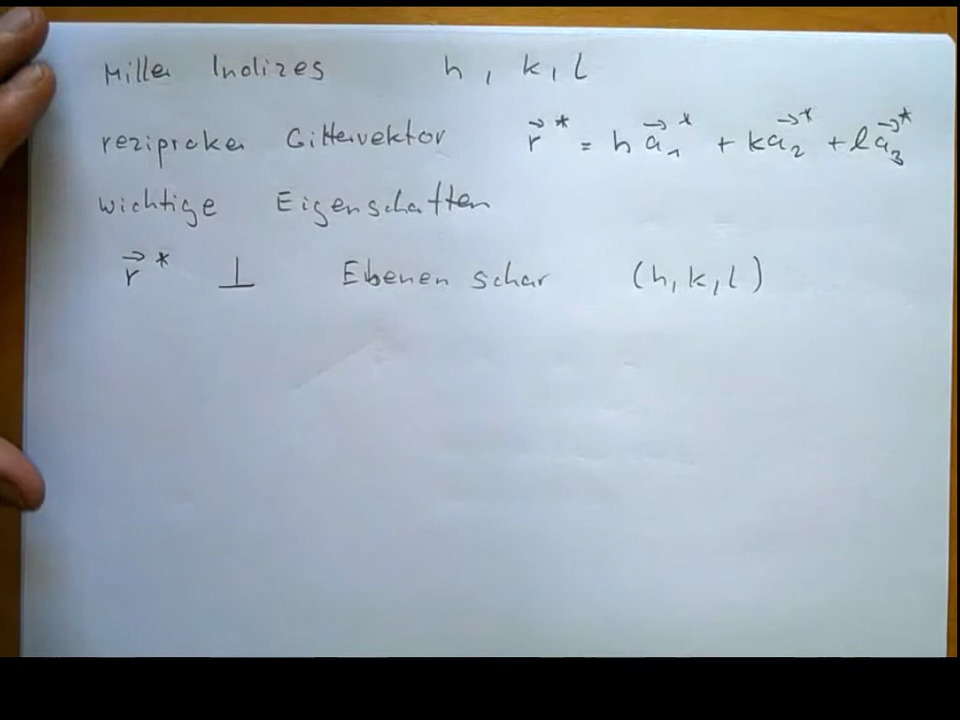 Miller Indizes h, k, l
reziproker Gittervektor r⃗* = h a⃗₁* + k a⃗₂* + l a⃗₃*
wichtige Eigenschaften
r⃗* ⊥ Ebenenschar (h, k, l)